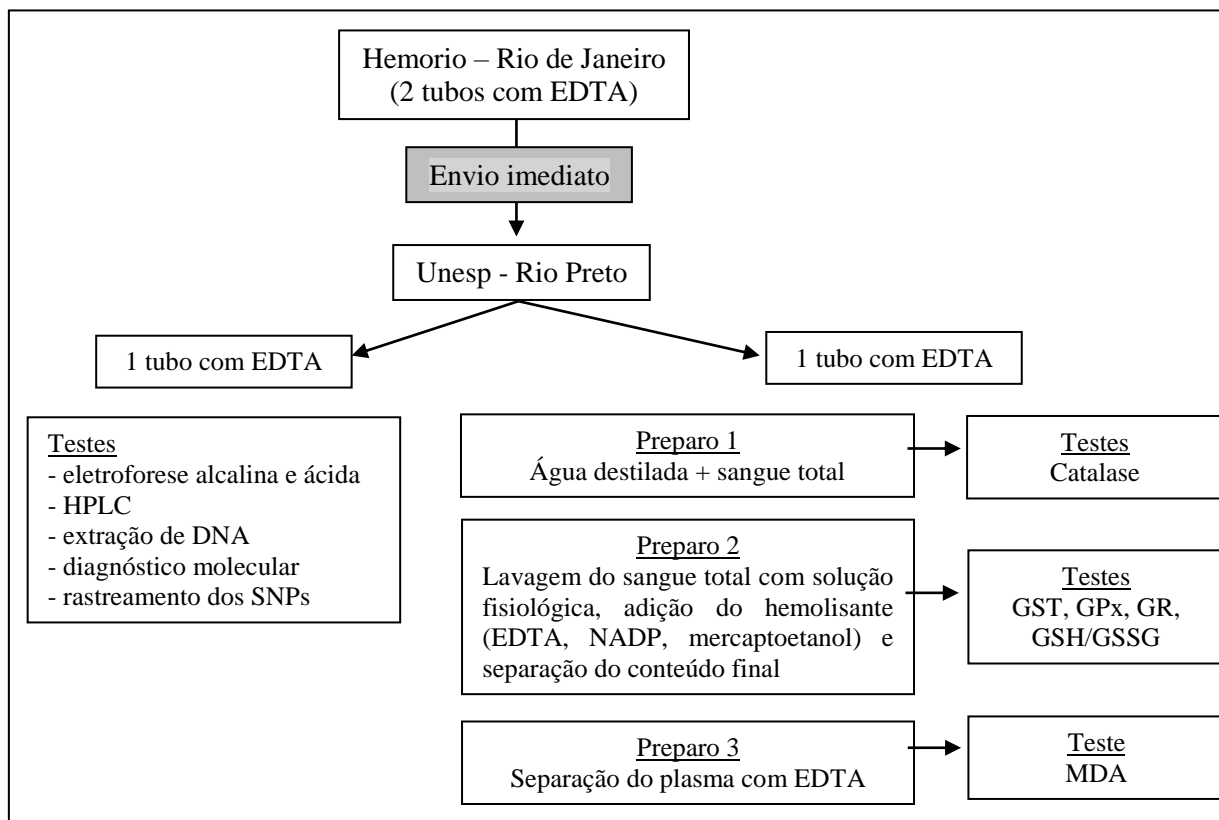 Hemorio – Rio de Janeiro
(2 tubos com EDTA)
Envio imediato
Unesp - Rio Preto
1 tubo com EDTA
1 tubo com EDTA
Testes
- eletroforese alcalina e ácida
- HPLC
- extração de DNA
- diagnóstico molecular
- rastreamento dos SNPs
Preparo 1
Água destilada + sangue total
Testes
Catalase
Preparo 2
Lavagem do sangue total com solução
fisiológica, adição do hemolisante
(EDTA, NADP, mercaptoetanol) e
separação do conteúdo final
Testes
GST, GPx, GR,
GSH/GSSG
Preparo 3
Separação do plasma com EDTA
Teste
MDA